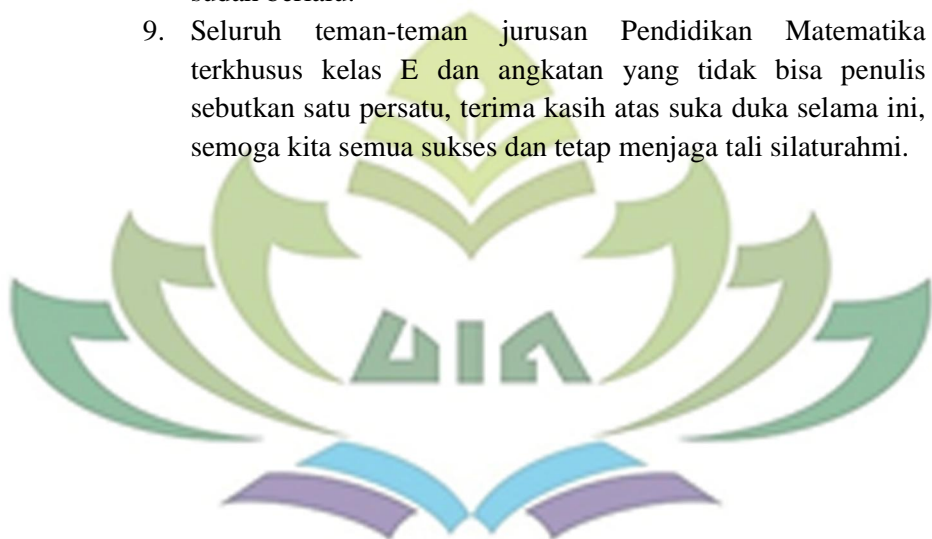 9. Seluruh teman-teman jurusan Pendidikan Matematika
terkhusus kelas E dan angkatan yang tidak bisa penulis
sebutkan satu persatu, terima kasih atas suka duka selama ini,
semoga kita semua sukses dan tetap menjaga tali silaturahmi.